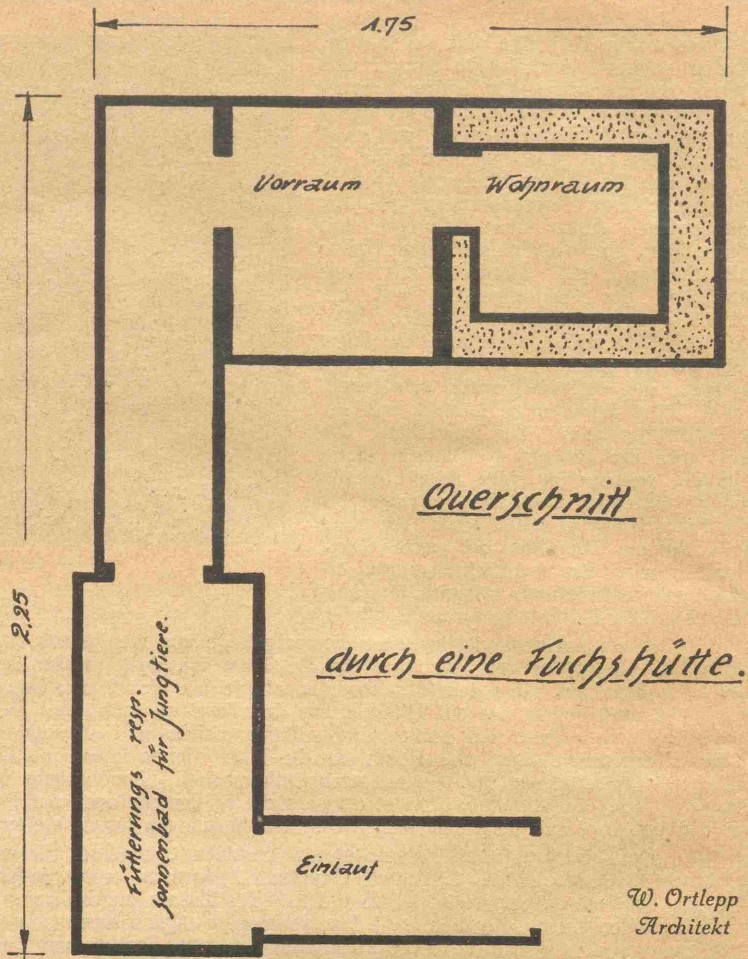 1.75
Vorraum
Wohnraum
Querschnitt
2.25
durch eine Fuchshütte.
Fütterungs resp.
Sonnenbad für Jungtiere.
Einlauf
W. Ortlepp
Architekt